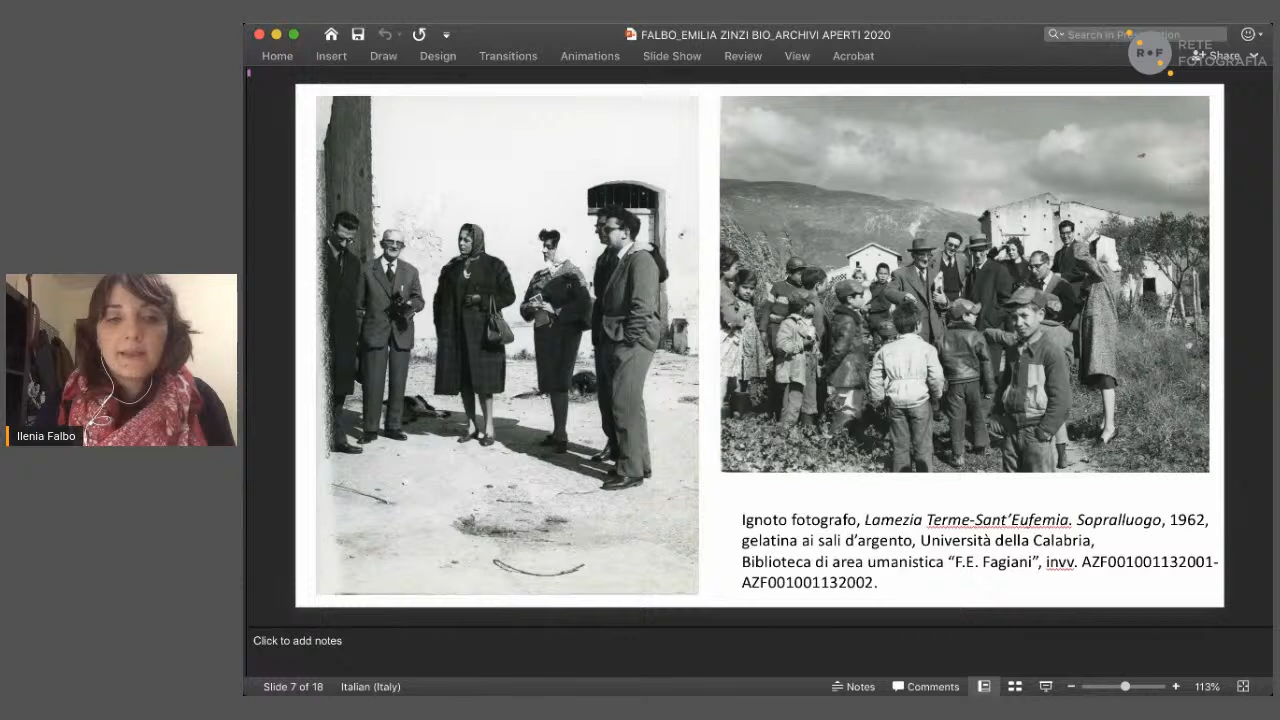 FALBO_EMILIA ZINZI BIO_ARCHIVI APERTI 2020
Search in Presentation
Home Insert Draw Design Transitions Animations Slide Show Review View Acrobat
Share
R•F
RETE
FOTOGRAFIA
Ilenia Falbo
Ignoto fotografo, Lamezia Terme-Sant’Eufemia. Sopralluogo, 1962,
gelatina ai sali d’argento, Università della Calabria,
Biblioteca di area umanistica “F.E. Fagiani”, invv. AZF001001132001-
AZF001001132002.
Click to add notes
Slide 7 of 18 Italian (Italy) Notes Comments 113%